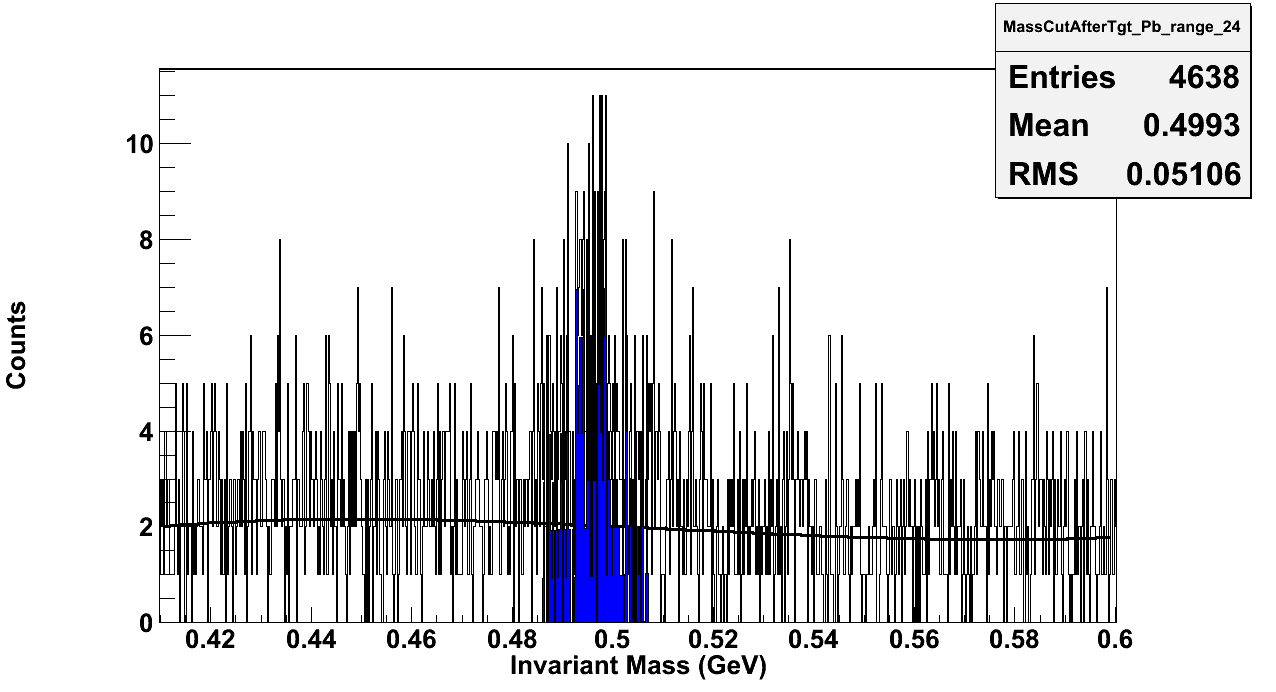 MassCutAfterTgt_Pb_range_24
Entries 4638
Mean 0.4993
RMS 0.05106
10
8
6
4
2
0
Counts
0.42 0.44 0.46 0.48 0.5 0.52 0.54 0.56 0.58 0.6
Invariant Mass (GeV)